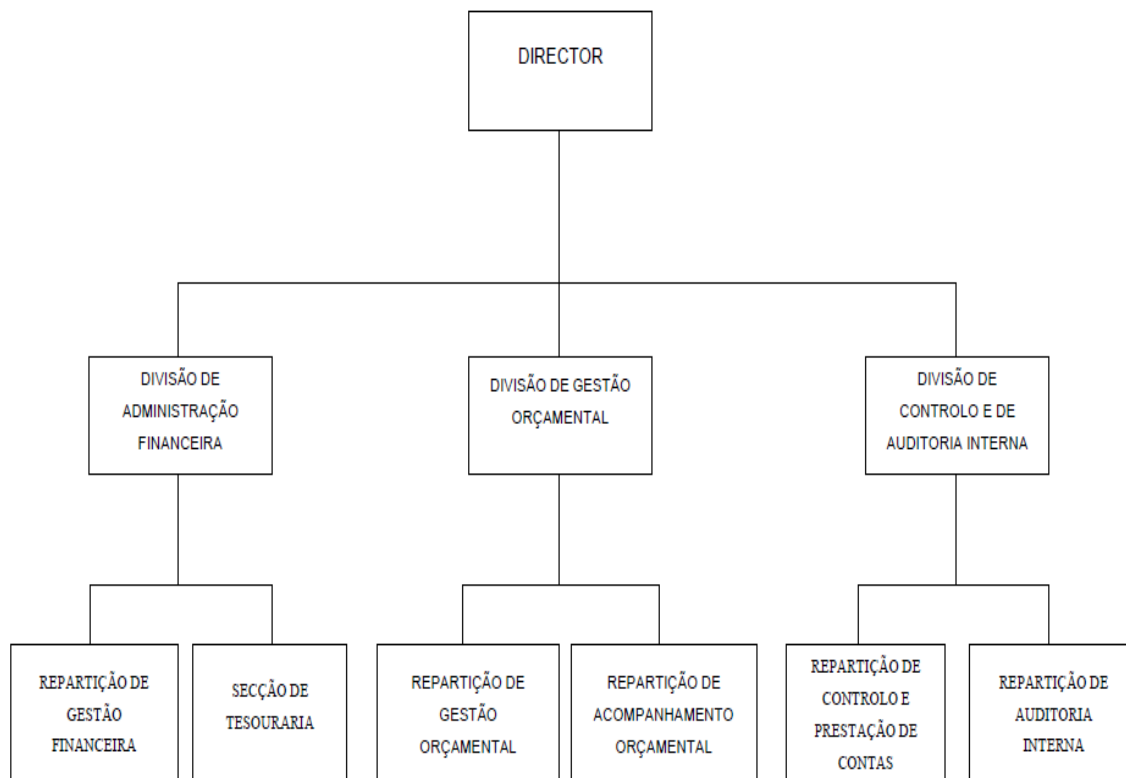 DIRECTOR
DIVISÃO DE
ADMINISTRAÇÃO
FINANCEIRA
DIVISÃO DE GESTÃO
ORÇAMENTAL
DIVISÃO DE
CONTROLO E DE
AUDITORIA INTERNA
REPARTIÇÃO DE
GESTÃO
FINANCEIRA
SECÇÃO DE
TESOURARIA
REPARTIÇÃO DE
GESTÃO
ORÇAMENTAL
REPARTIÇÃO DE
ACOMPANHAMENTO
ORÇAMENTAL
REPARTIÇÃO DE
CONTROLO E
PRESTAÇÃO DE
CONTAS
REPARTIÇÃO DE
AUDITORIA
INTERNA